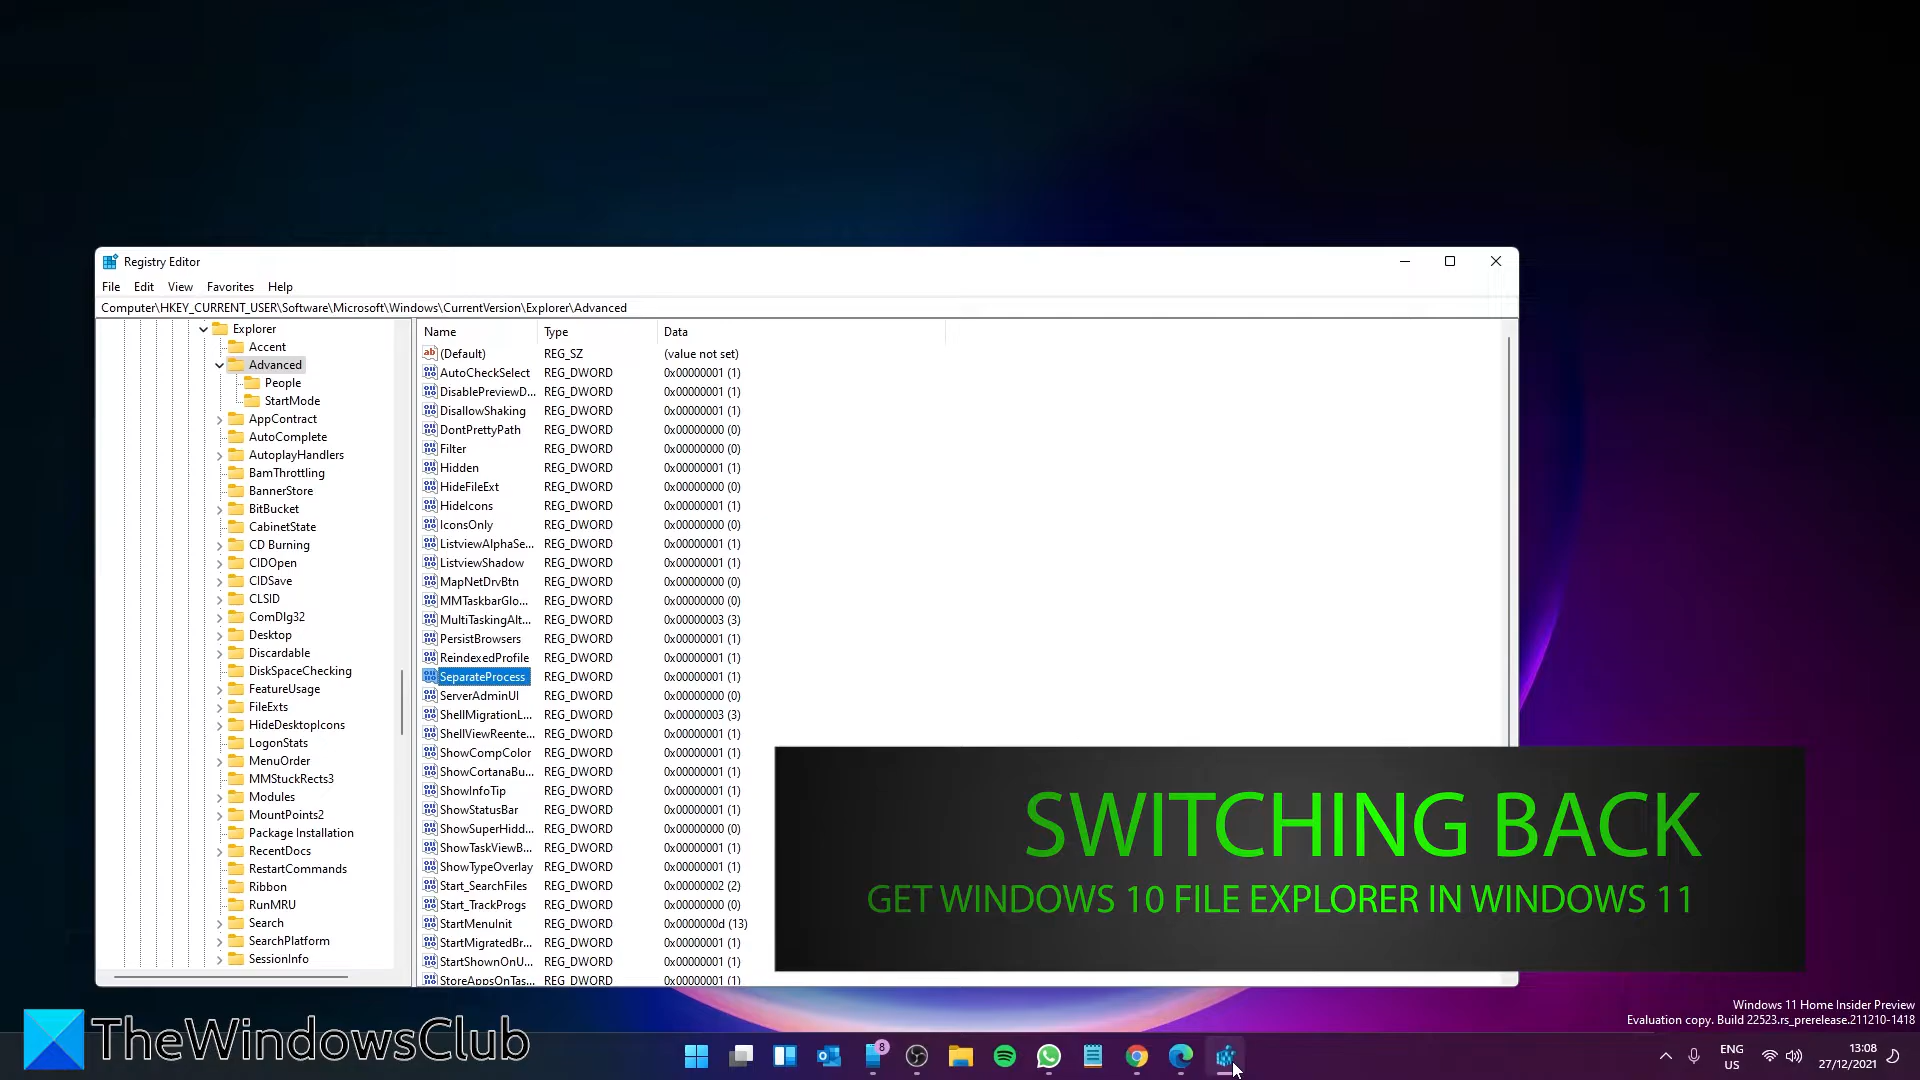 Registry Editor
File Edit View Favorites Help
Computer\HKEY_CURRENT_USER\Software\Microsoft\Windows\CurrentVersion\Explorer\Advanced
Explorer
Accent
Advanced
People
StartMode
AppContract
AutoComplete
AutoplayHandlers
BamThrottling
BannerStore
BitBucket
CabinetState
CD Burning
CIDOpen
CIDSave
CLSID
ComDlg32
Desktop
Discardable
DiskSpaceChecking
FeatureUsage
FileExts
HideDesktopIcons
LogonStats
MenuOrder
MMStuckRects3
Modules
MountPoints2
Package Installation
RecentDocs
RestartCommands
Ribbon
RunMRU
Search
SearchPlatform
SessionInfo
Name Type Data
(Default) REG_SZ (value not set)
AutoCheckSelect REG_DWORD 0x00000001 (1)
DisablePreviewD... REG_DWORD 0x00000001 (1)
DisallowShaking REG_DWORD 0x00000001 (1)
DontPrettyPath REG_DWORD 0x00000000 (0)
Filter REG_DWORD 0x00000000 (0)
Hidden REG_DWORD 0x00000001 (1)
HideFileExt REG_DWORD 0x00000000 (0)
HideIcons REG_DWORD 0x00000001 (1)
IconsOnly REG_DWORD 0x00000000 (0)
ListviewAlphaSe... REG_DWORD 0x00000001 (1)
ListviewShadow REG_DWORD 0x00000001 (1)
MapNetDrvBtn REG_DWORD 0x00000000 (0)
MMTaskbarGlo... REG_DWORD 0x00000000 (0)
MultiTaskingAlt... REG_DWORD 0x00000003 (3)
PersistBrowsers REG_DWORD 0x00000001 (1)
ReindexedProfile REG_DWORD 0x00000001 (1)
SeparateProcess REG_DWORD 0x00000001 (1)
ServerAdminUI REG_DWORD 0x00000000 (0)
ShellMigrationL... REG_DWORD 0x00000003 (3)
ShellViewReente... REG_DWORD 0x00000001 (1)
ShowCompColor REG_DWORD 0x00000001 (1)
ShowCortanaBu... REG_DWORD 0x00000001 (1)
ShowInfoTip REG_DWORD 0x00000001 (1)
ShowStatusBar REG_DWORD 0x00000001 (1)
ShowSuperHidd... REG_DWORD 0x00000000 (0)
ShowTaskViewB... REG_DWORD 0x00000001 (1)
ShowTypeOverlay REG_DWORD 0x00000001 (1)
Start_SearchFiles REG_DWORD 0x00000002 (2)
Start_TrackProgs REG_DWORD 0x00000000 (0)
StartMenuInit REG_DWORD 0x0000000d (13)
StartMigratedBr... REG_DWORD 0x00000001 (1)
StartShownOnU... REG_DWORD 0x00000001 (1)
StoreAppsOnTas... REG_DWORD 0x00000001 (1)
SWITCHING BACK
GET WINDOWS 10 FILE EXPLORER IN WINDOWS 11
Windows 11 Home Insider Preview
Evaluation copy. Build 22523.rs_prerelease.211210-1418
TheWindowsClub
8
ENG
US
13:08
27/12/2021